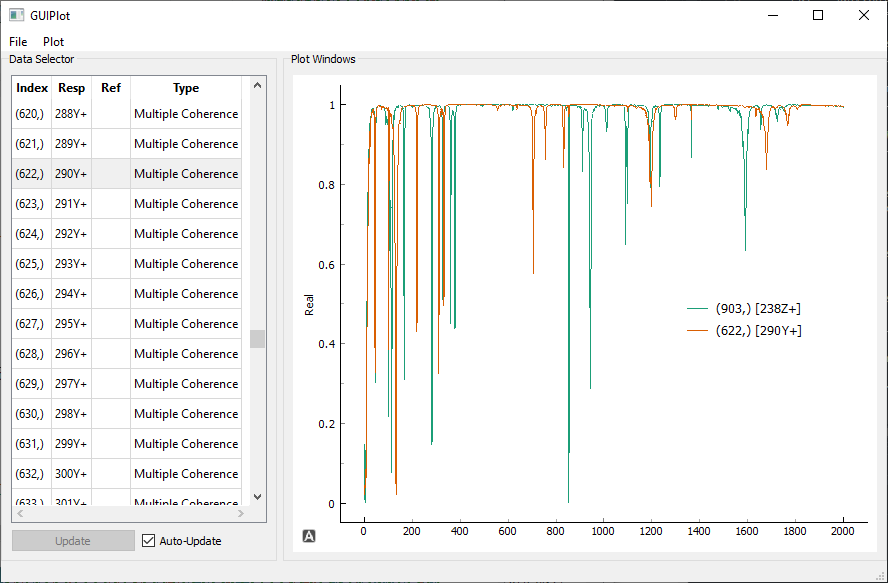 GUIPlot
File Plot
Data Selector
Plot Windows
Index Resp Ref Type
(620,) 288Y+ Multiple Coherence
(621,) 289Y+ Multiple Coherence
(622,) 290Y+ Multiple Coherence
(623,) 291Y+ Multiple Coherence
(624,) 292Y+ Multiple Coherence
(625,) 293Y+ Multiple Coherence
(626,) 294Y+ Multiple Coherence
(627,) 295Y+ Multiple Coherence
(628,) 296Y+ Multiple Coherence
(629,) 297Y+ Multiple Coherence
(630,) 298Y+ Multiple Coherence
(631,) 299Y+ Multiple Coherence
(632,) 300Y+ Multiple Coherence
(633,) 301Y+ Multiple Coherence
Update
Auto-Update
Real
1
0.8
0.6
0.4
0.2
0
(903,) [238Z+]
(622,) [290Y+]
A
0 200 400 600 800 1000 1200 1400 1600 1800 2000